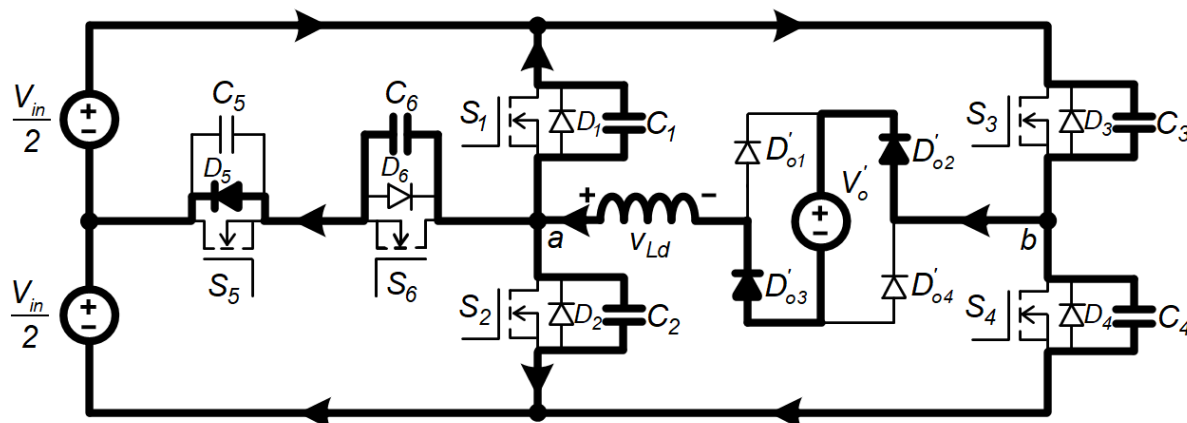 V_in/2
C_5
D_5
S_5
C_6
D_6
S_6
S_1
D_1
C_1
S_2
D_2
C_2
a
+
-
v_Ld
D'_o1
D'_o3
V'_o
D'_o2
D'_o4
b
S_3
D_3
C_3
S_4
D_4
C_4
V_in/2